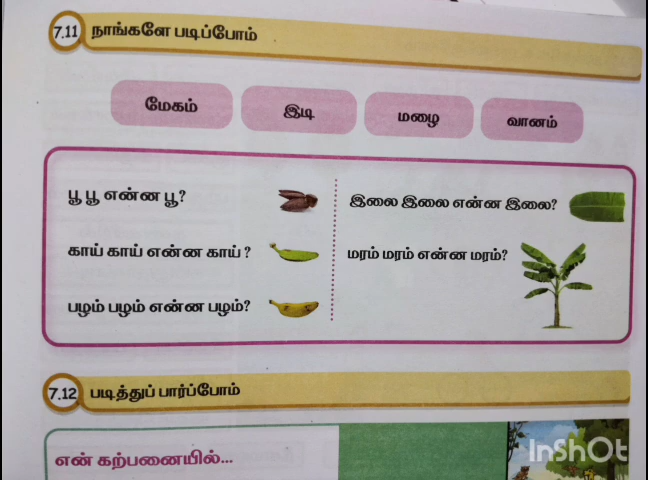 7.11 நாங்களே படிப்போம்
மேகம் இடி மழை வானம்
பூ பூ என்ன பூ?
காய் காய் என்ன காய் ?
பழம் பழம் என்ன பழம்?
இலை இலை என்ன இலை?
மரம் மரம் என்ன மரம்?
7.12 படித்துப் பார்ப்போம்
என் கற்பனையில்...
InShOt